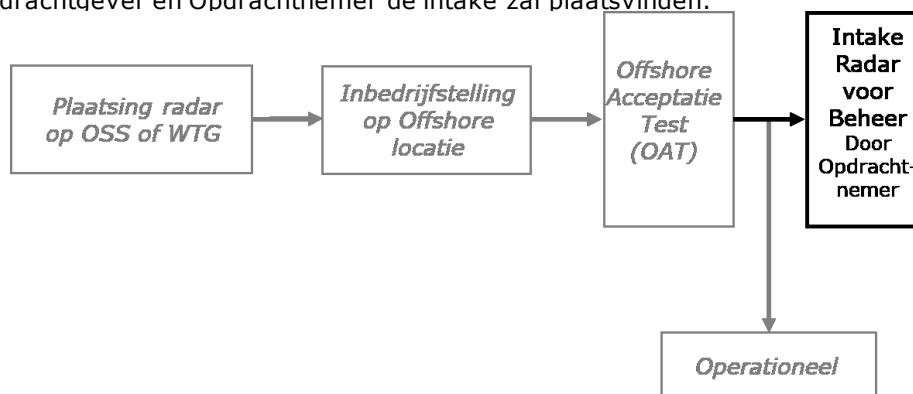 drachtgever en Opdrachtnemer de intake zal plaatsvinden.
Plaatsing radar
op OSS of WTG
Inbedrijfstelling
op Offshore
locatie
Offshore
Acceptatie
Test
(OAT)
Intake
Radar
voor
Beheer
Door
Opdracht-
nemer
Operationeel